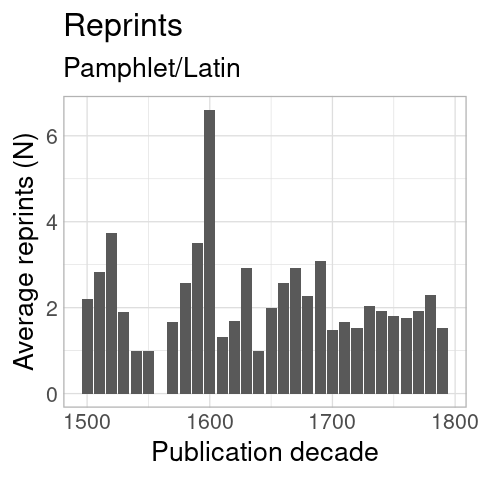 Reprints
Pamphlet/Latin
Average reprints (N)
6
4
2
0
1500 1600 1700 1800
Publication decade